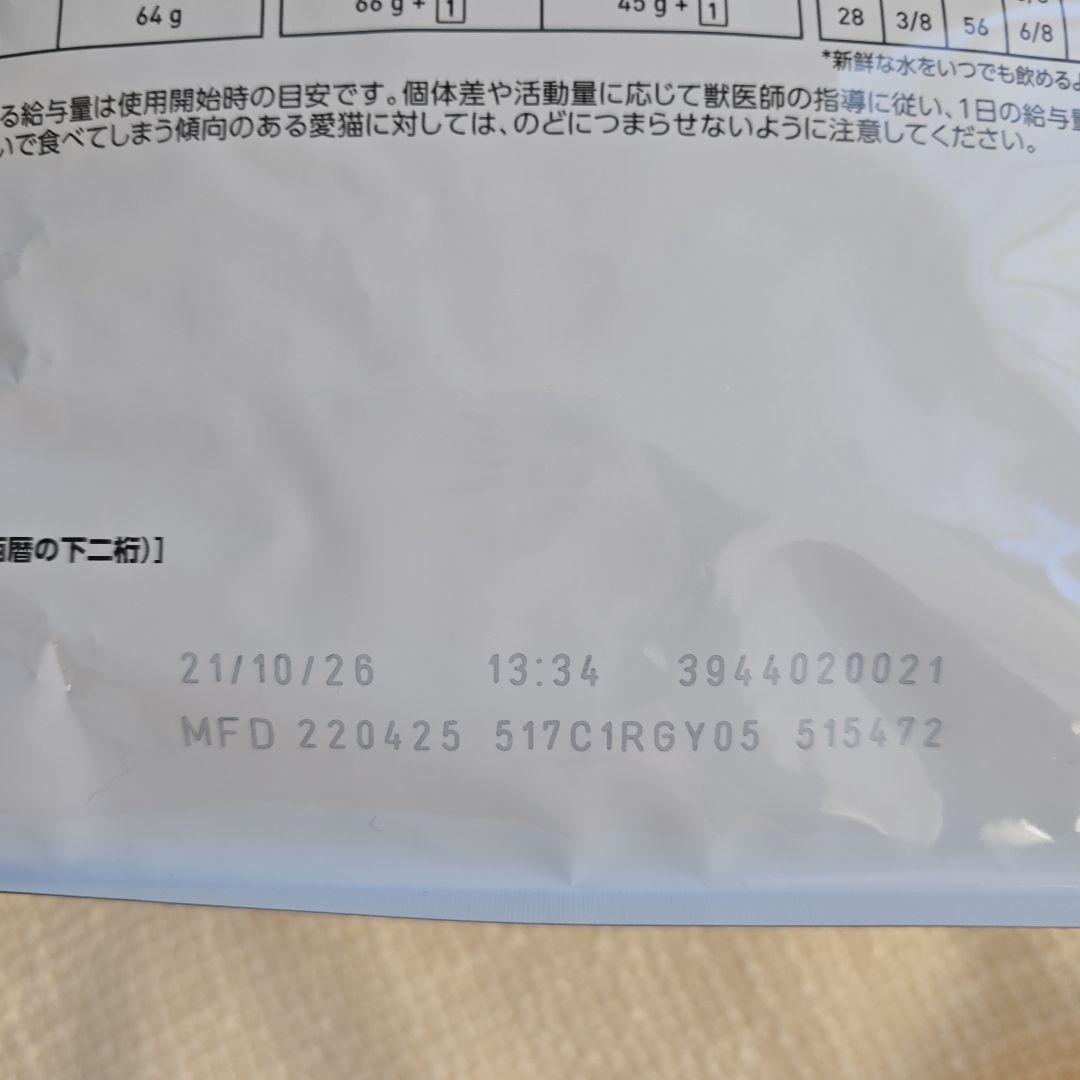 64 g
66 g + 1
45 g + 1
28 3/8 56 6/8
*新鮮な水をいつでも飲めるよ
る給与量は使用開始時の目安です。個体差や活動量に応じて獣医師の指導に従い、1日の給与量
いで食べてしまう傾向のある愛猫に対しては、のどにつまらせないように注意してください。
西暦の下二桁)]
21/10/26 13:34 3944020021
MFD 220425 517C1RGY05 515472